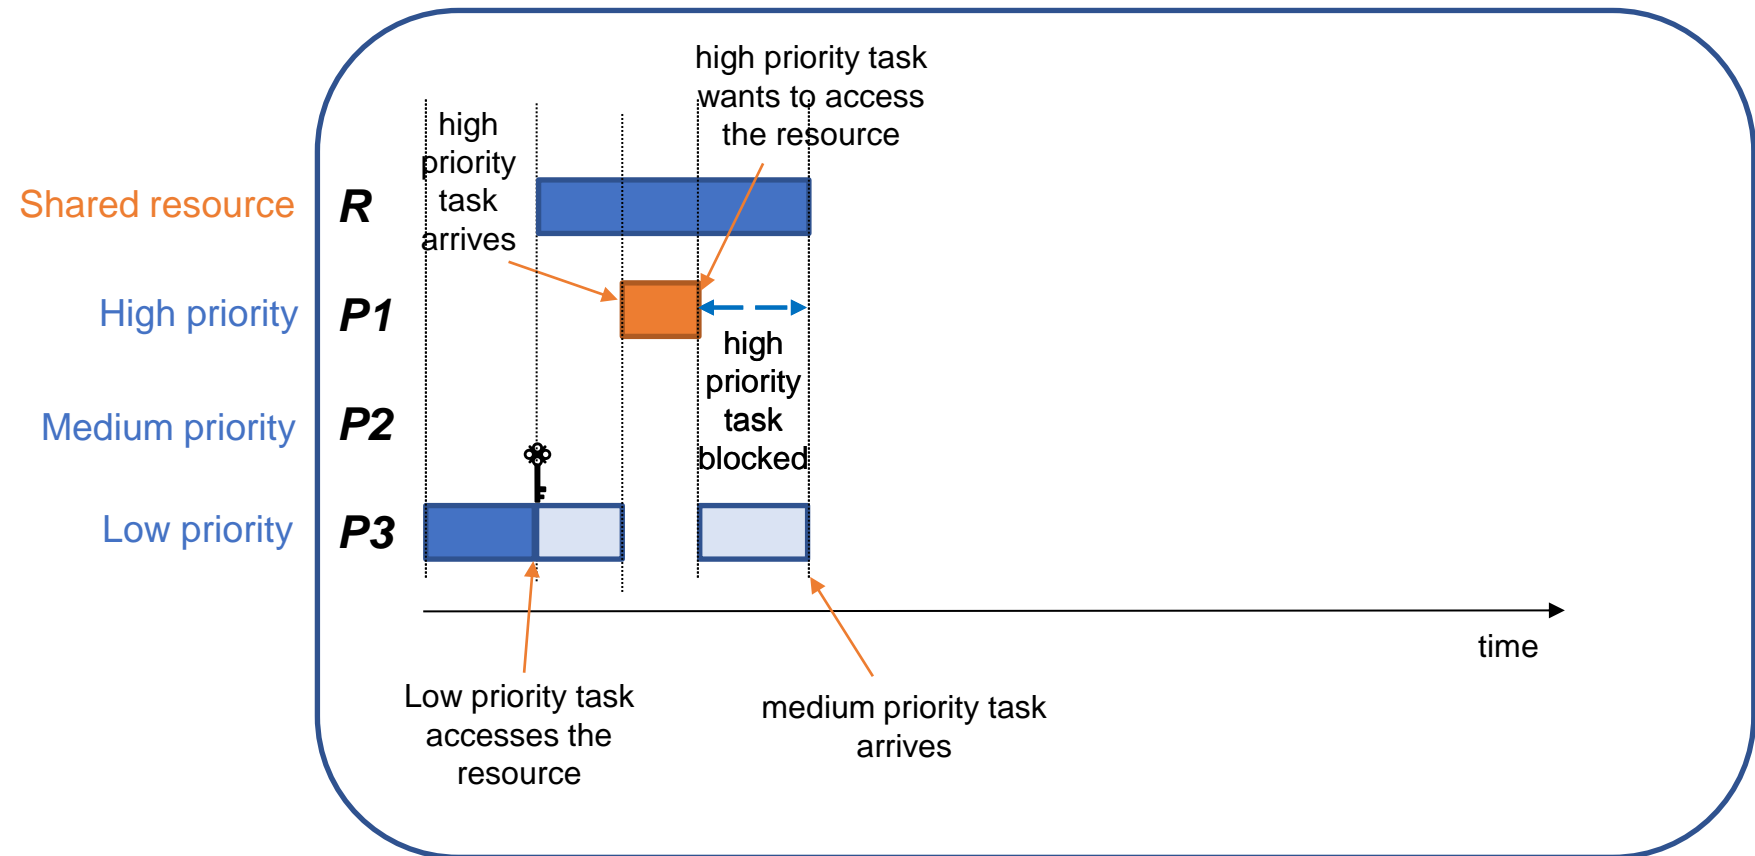 high priority task
wants to access
the resource
high
priority
task
arrives
Shared resource
R
High priority
P1
high
priority
task
blocked
Medium priority
P2
Low priority
P3
time
Low priority task
accesses the
resource
medium priority task
arrives